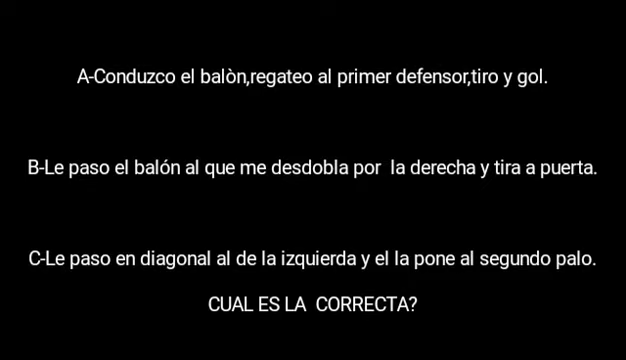 A-Conduzco el balòn,regateo al primer defensor,tiro y gol.
B-Le paso el balón al que me desdobla por la derecha y tira a puerta.
C-Le paso en diagonal al de la izquierda y el la pone al segundo palo.
CUAL ES LA CORRECTA?